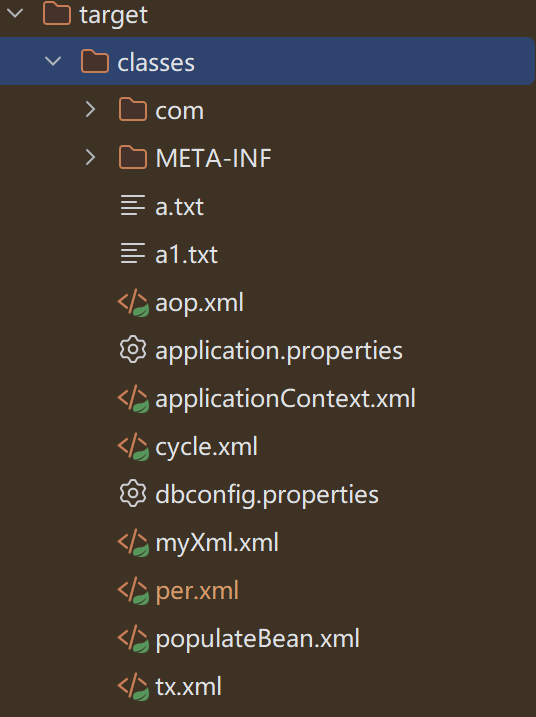 target
classes
com
META-INF
a.txt
a1.txt
aop.xml
application.properties
applicationContext.xml
cycle.xml
dbconfig.properties
myXml.xml
per.xml
populateBean.xml
tx.xml